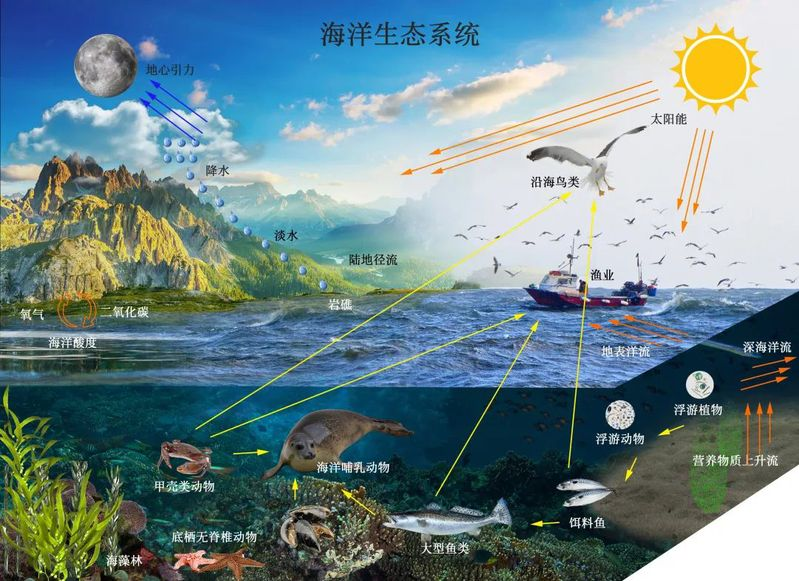 海洋生态系统
地心引力
太阳能
降水
沿海鸟类
淡水
陆地径流
渔业
岩礁
氧气
二氧化碳
海洋酸度
地表洋流
深海洋流
浮游植物
浮游动物
营养物质上升流
甲壳类动物
海洋哺乳动物
饵料鱼
底栖无脊椎动物
大型鱼类
海藻林